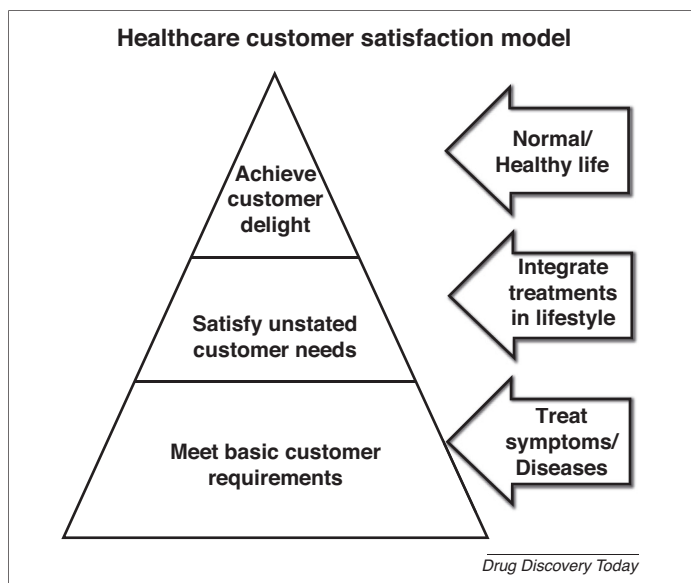 Healthcare customer satisfaction model
Achieve
customer
delight
Normal/
Healthy life
Satisfy unstated
customer needs
Integrate
treatments
in lifestyle
Meet basic customer
requirements
Treat
symptoms/
Diseases
Drug Discovery Today